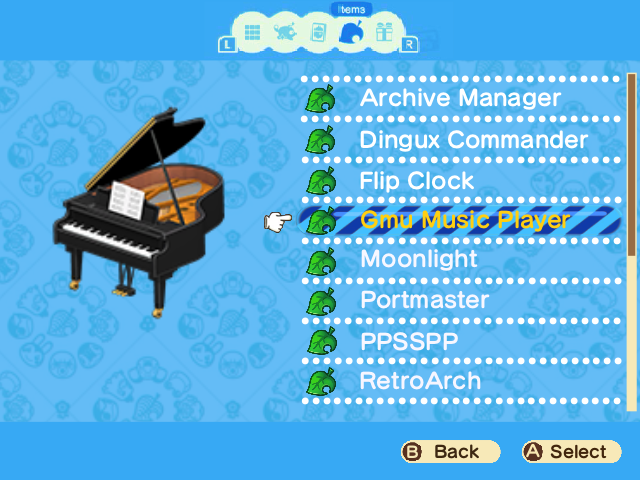 Items
L
R
Archive Manager
Dingux Commander
Flip Clock
Gmu Music Player
Moonlight
Portmaster
PPSSPP
RetroArch
B Back
A Select